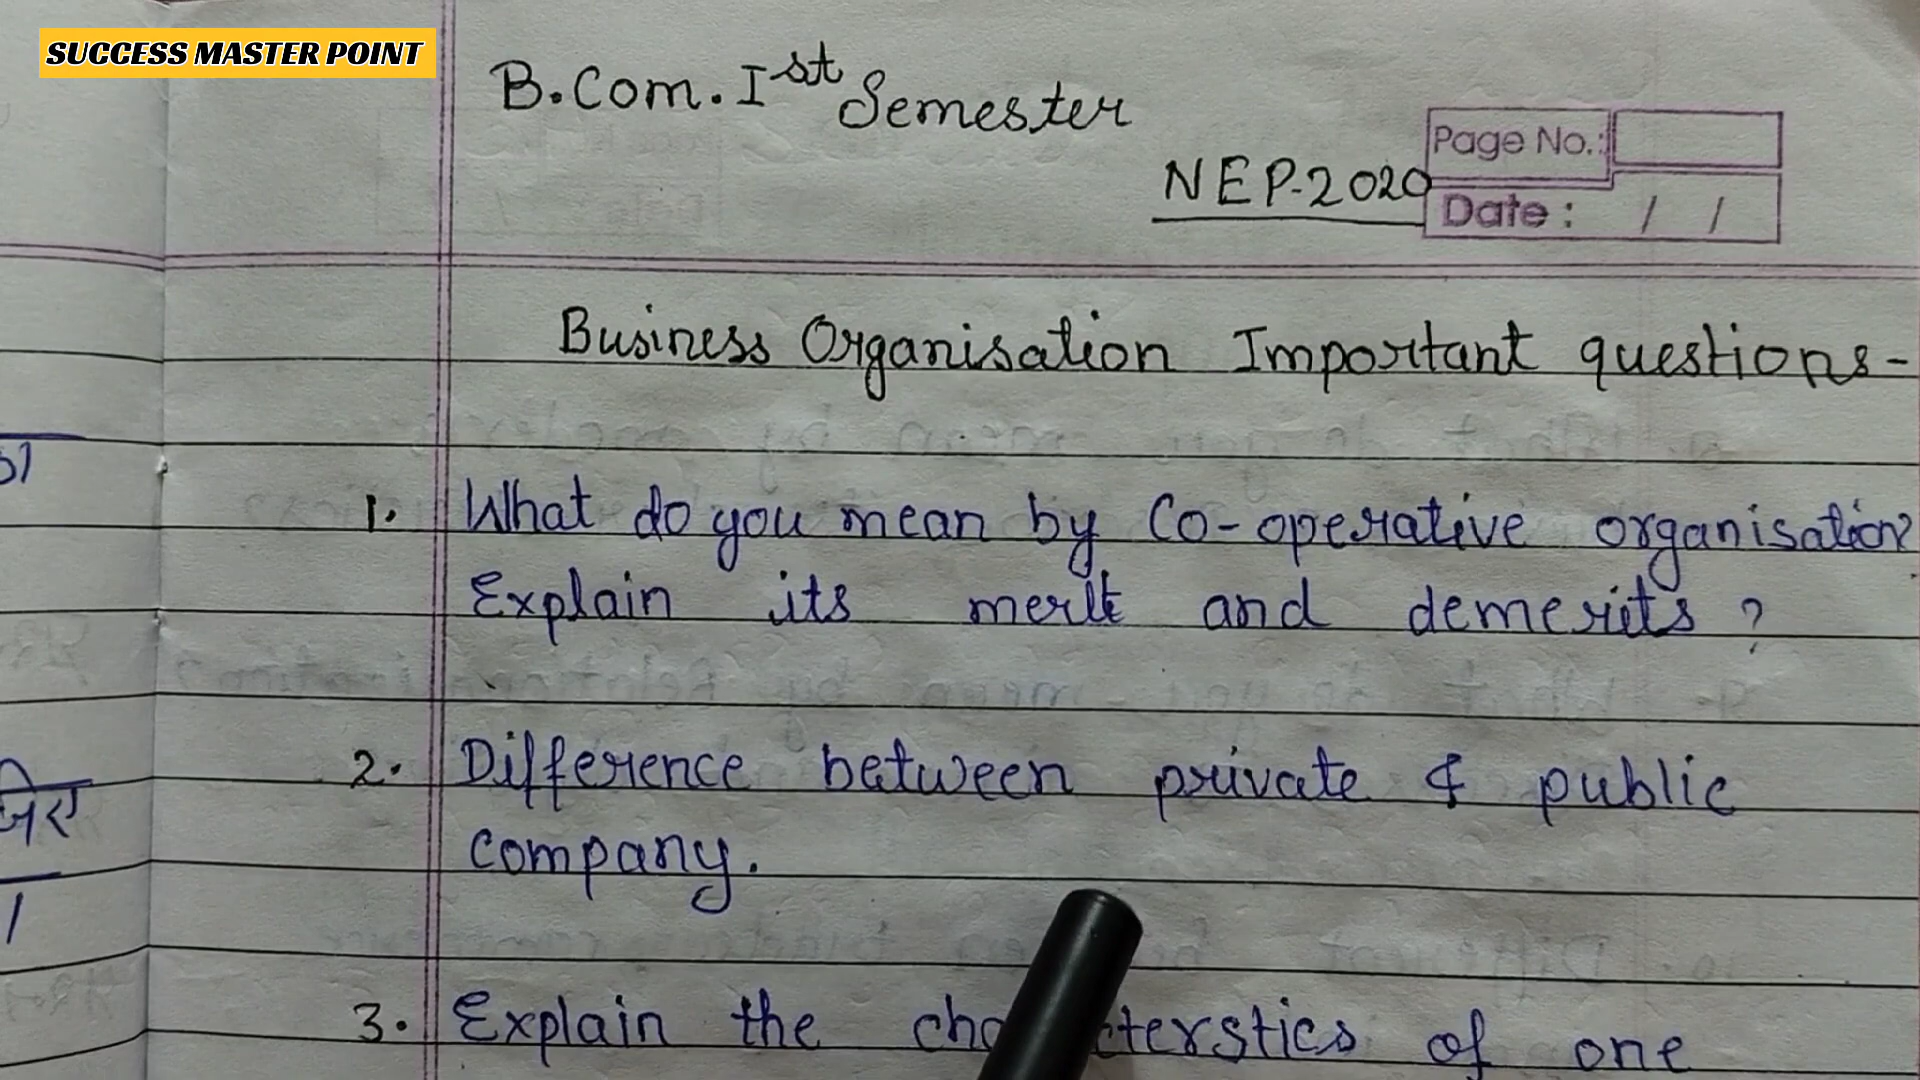 SUCCESS MASTER POINT
B.Com. Ist Semester
NEP-2020
Page No.:
Date : / /
Business Organisation Important questions-
1. What do you mean by Co-operative organisation?
Explain its merit and demerits ?
2. Difference between private & public
company.
3. Explain the of one